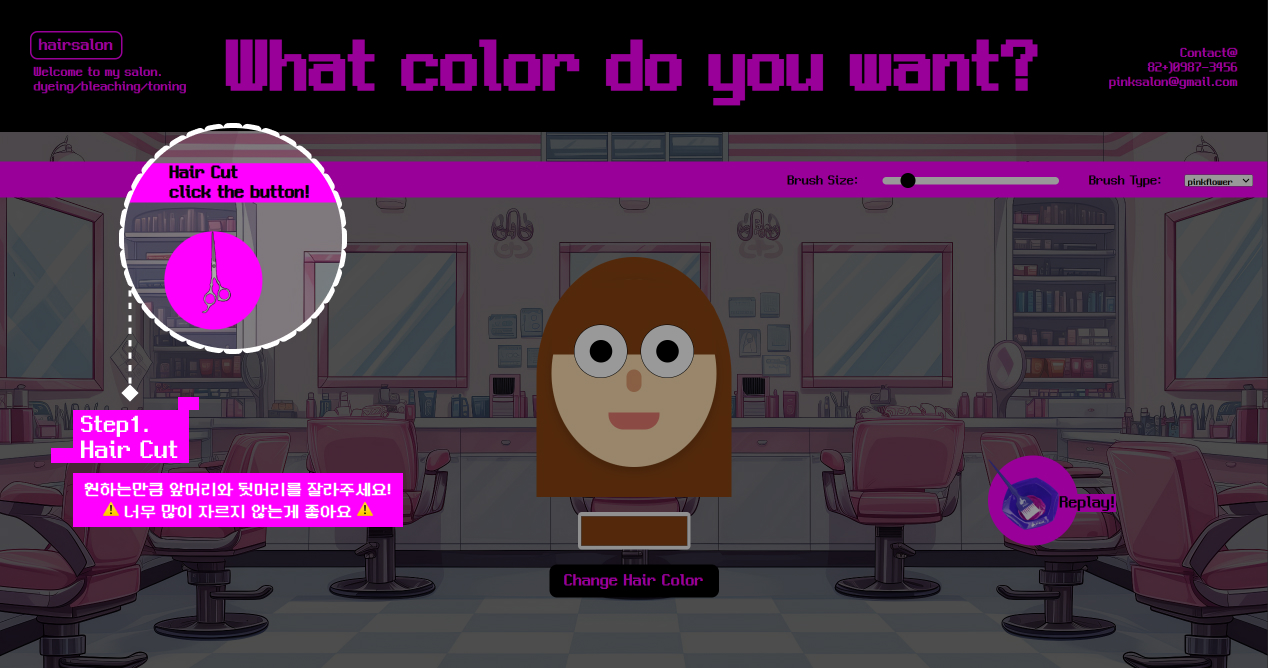 hairsalon
Welcome to my salon.
dyeing/bleaching/toning
What color do you want?
Contact@
82+)0987-3456
pinksalon@gmail.com
Hair Cut
click the button!
Brush Size:
Brush Type:
pinkflower
Step1.
Hair Cut
원하는만큼 앞머리와 뒷머리를 잘라주세요!
⚠️ 너무 많이 자르지 않는게 좋아요 ⚠️
Replay!
Change Hair Color